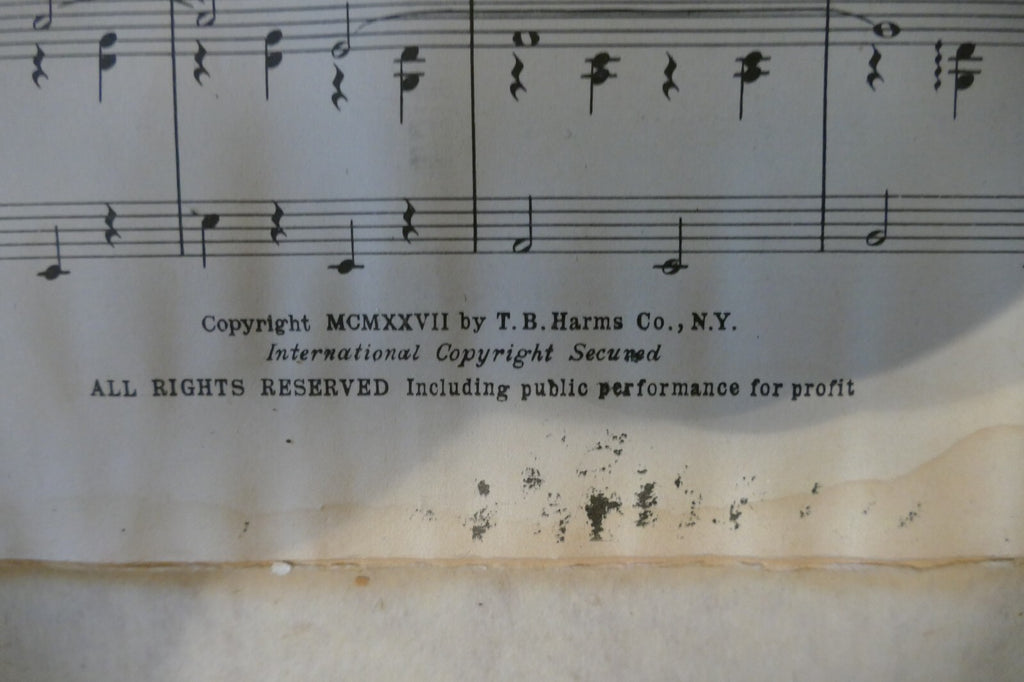 Copyright MCMXXVII by T. B. Harms Co., N.Y.
International Copyright Secured
ALL RIGHTS RESERVED Including public performance for profit